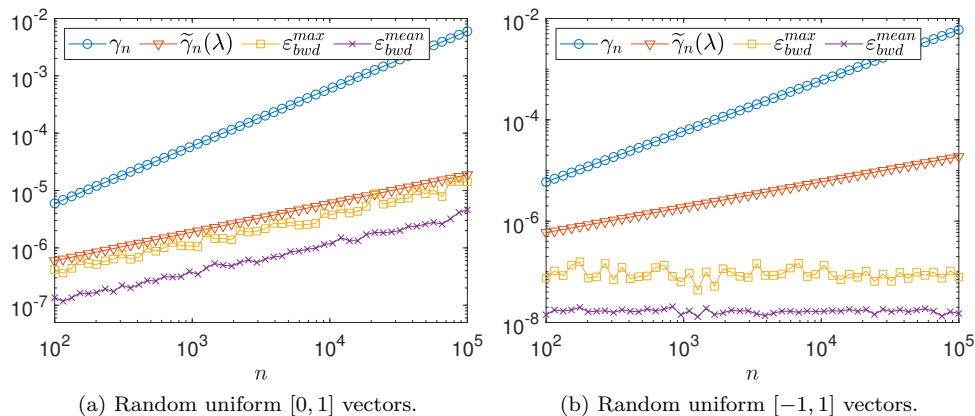 10^-2
γ_n γ̃_n(λ) ε_bwd^max ε_bwd^mean
10^-3
10^-4
10^-5
10^-6
10^-7
10^2 10^3 10^4 10^5
n
(a) Random uniform [0, 1] vectors.
10^-2
γ_n γ̃_n(λ) ε_bwd^max ε_bwd^mean
10^-4
10^-6
10^-8
10^2 10^3 10^4 10^5
n
(b) Random uniform [−1, 1] vectors.